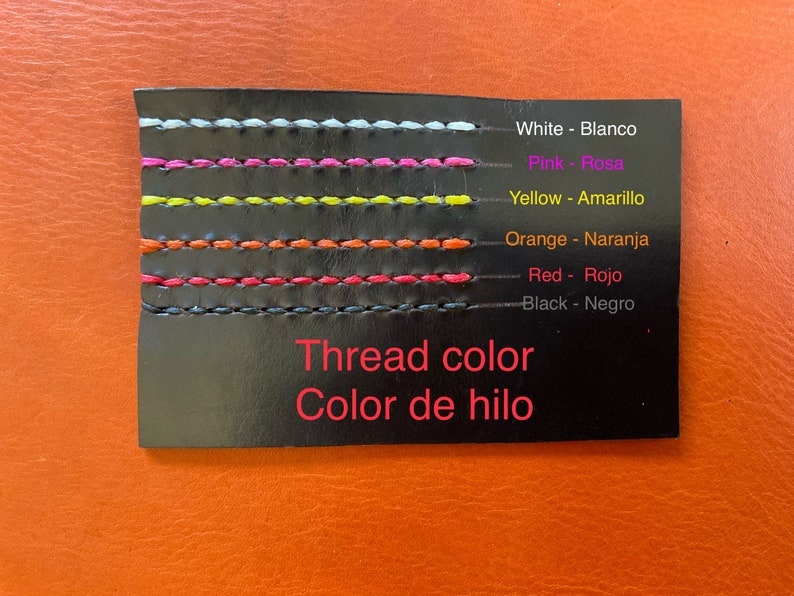 White - Blanco
Pink - Rosa
Yellow - Amarillo
Orange - Naranja
Red - Rojo
Black - Negro
Thread color
Color de hilo